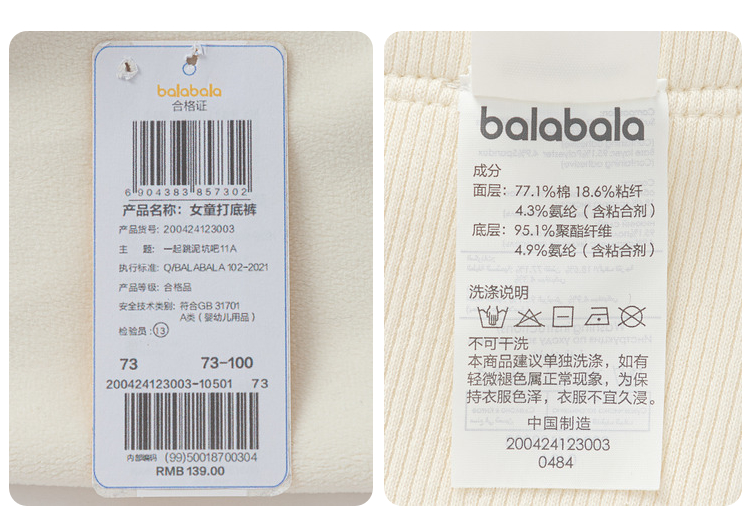 balabala
合格证
6 904383 857302
产品名称：女童打底裤
产品货号：200424123003
主 题：一起跳泥坑吧11A
执行标准：Q/BALABALA 102-2021
产品等级：合格品
安全技术类别：符合GB 31701
A类（婴幼儿用品）
检验员：13
73 73-100
200424123003-10501 73
内部编码 (99)50018700304
RMB 139.00
balabala
成分
面层：77.1%棉 18.6%粘纤
4.3%氨纶（含粘合剂）
底层：95.1%聚酯纤维
4.9%氨纶（含粘合剂）
洗涤说明
不可干洗
本商品建议单独洗涤，如有
轻微褪色属正常现象，为保
持衣服色泽，衣服不宜久浸。
中国制造
200424123003
0484